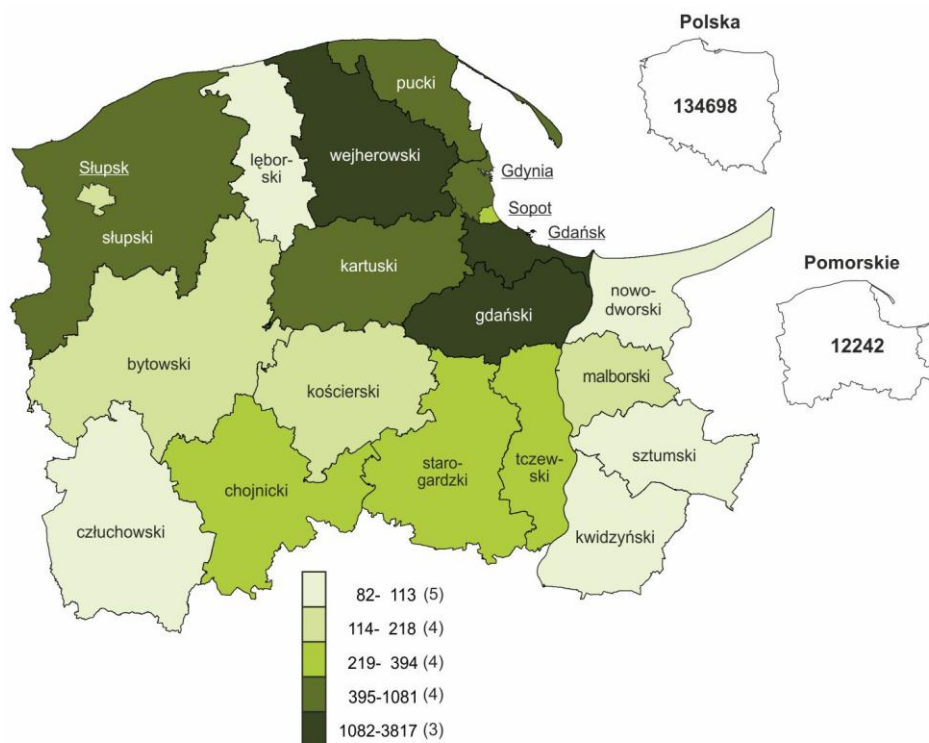 Polska
134698
pucki
wejherowski
lębor-
ski
Gdynia
Słupsk
Sopot
słupski
Gdańsk
kartuski
Pomorskie
nowo-
dworski
gdański
12242
bytowski
malborski
kościerski
sztumski
staro-
gardzki
tczew-
ski
chojnicki
człuchowski
kwidzyński
82- 113 (5)
114- 218 (4)
219- 394 (4)
395-1081 (4)
1082-3817 (3)